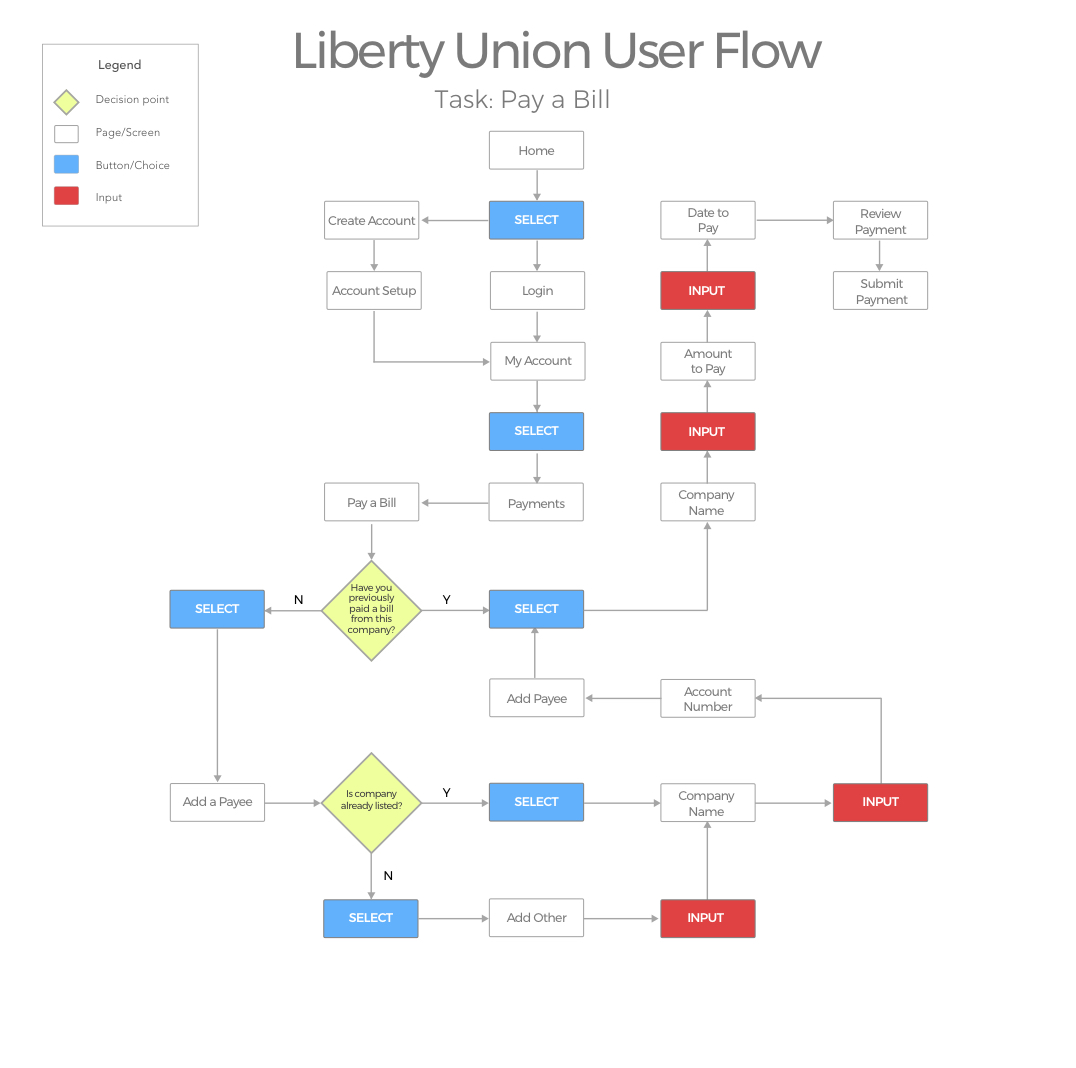 Liberty Union User Flow
Task: Pay a Bill
Legend
Decision point
Page/Screen
Button/Choice
Input
Home
Create Account
SELECT
Date to
Pay
Review
Payment
Account Setup
Login
INPUT
Submit
Payment
My Account
Amount
to Pay
SELECT
INPUT
Pay a Bill
Payments
Company
Name
SELECT
N
Have you
previously
paid a bill
from this
company?
Y
SELECT
Add Payee
Account
Number
Add a Payee
Is company
already listed?
Y
SELECT
Company
Name
INPUT
N
SELECT
Add Other
INPUT